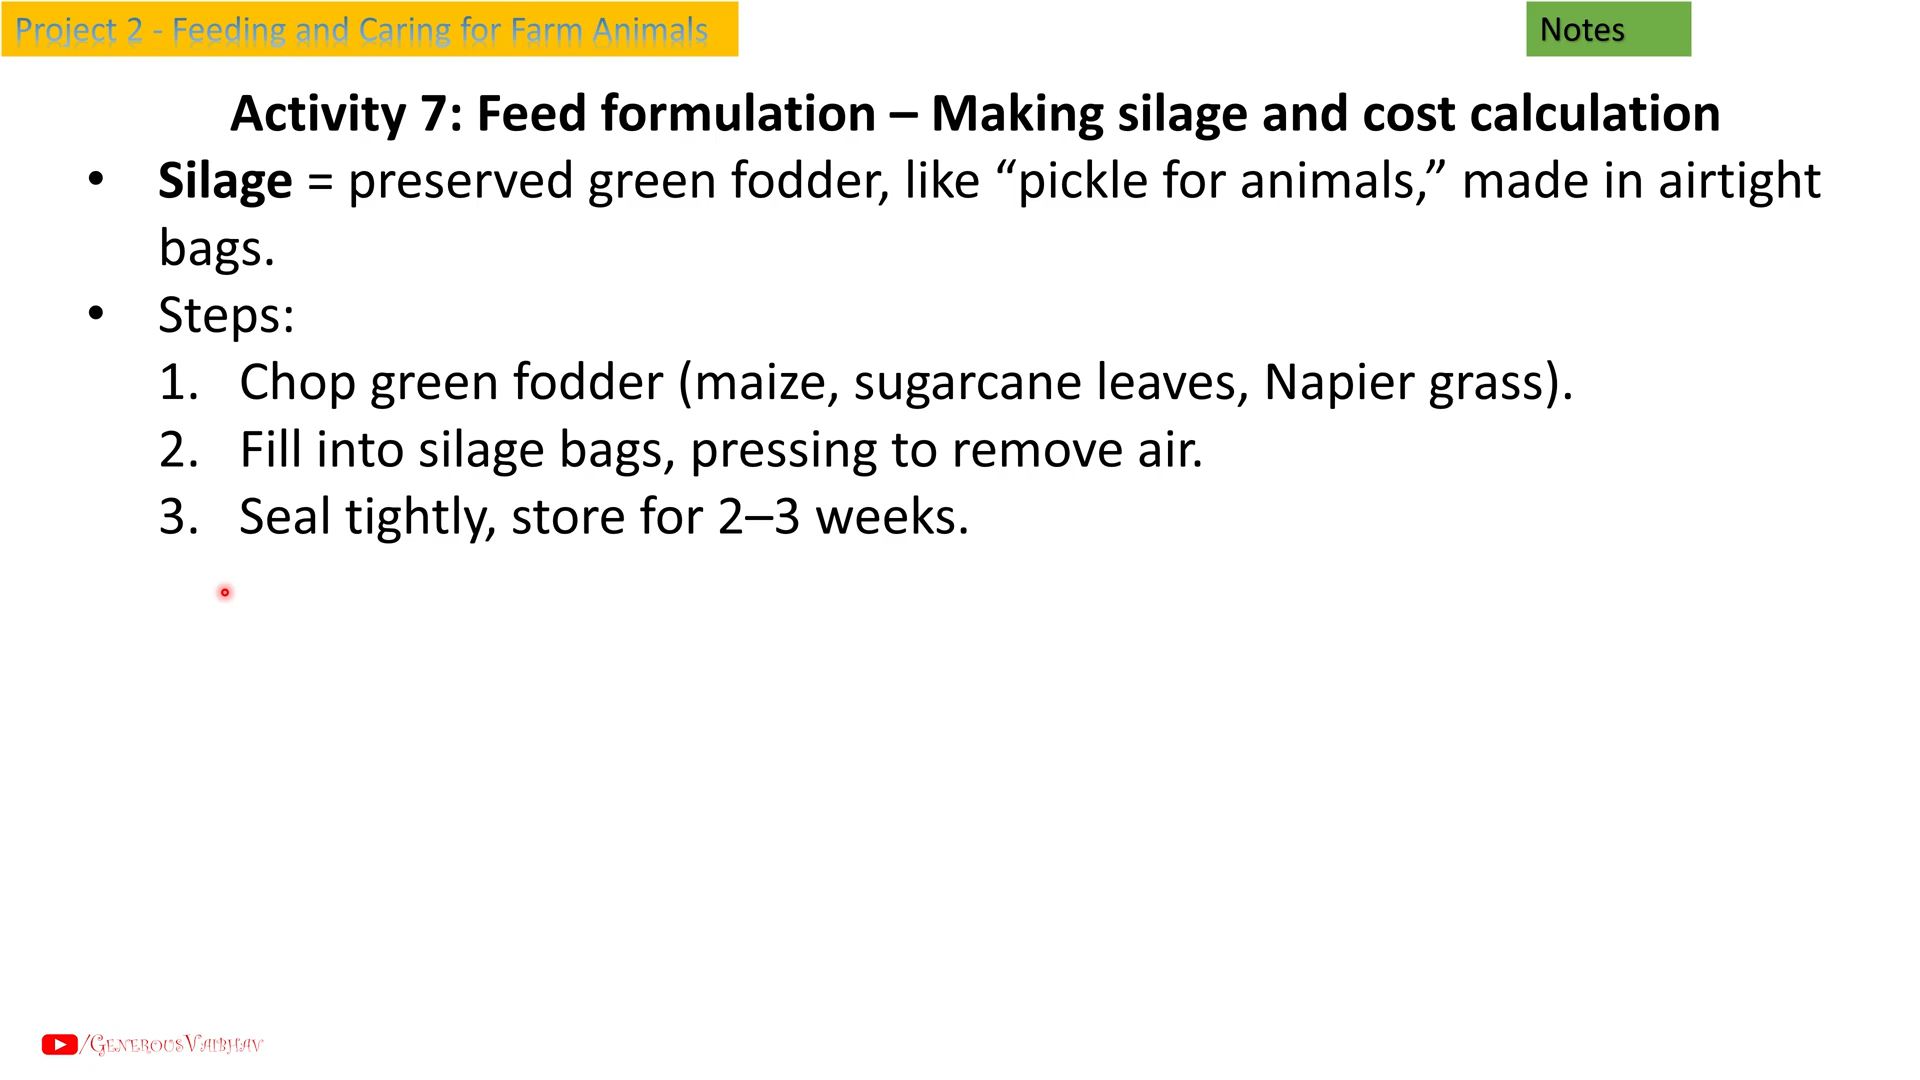 Project 2 - Feeding and Caring for Farm Animals
Notes
Activity 7: Feed formulation – Making silage and cost calculation
• Silage = preserved green fodder, like “pickle for animals,” made in airtight
bags.
• Steps:
1. Chop green fodder (maize, sugarcane leaves, Napier grass).
2. Fill into silage bags, pressing to remove air.
3. Seal tightly, store for 2–3 weeks.
/GenerousVaibhav